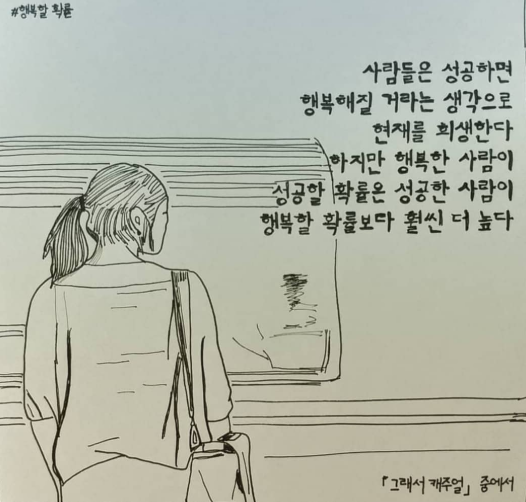 #행복할 확률
사람들은 성공하면
행복해질 거라는 생각으로
현재를 희생한다
하지만 행복한 사람이
성공할 확률은 성공한 사람이
행복할 확률보다 훨씬 더 높다
「그래서 캐주얼」 중에서